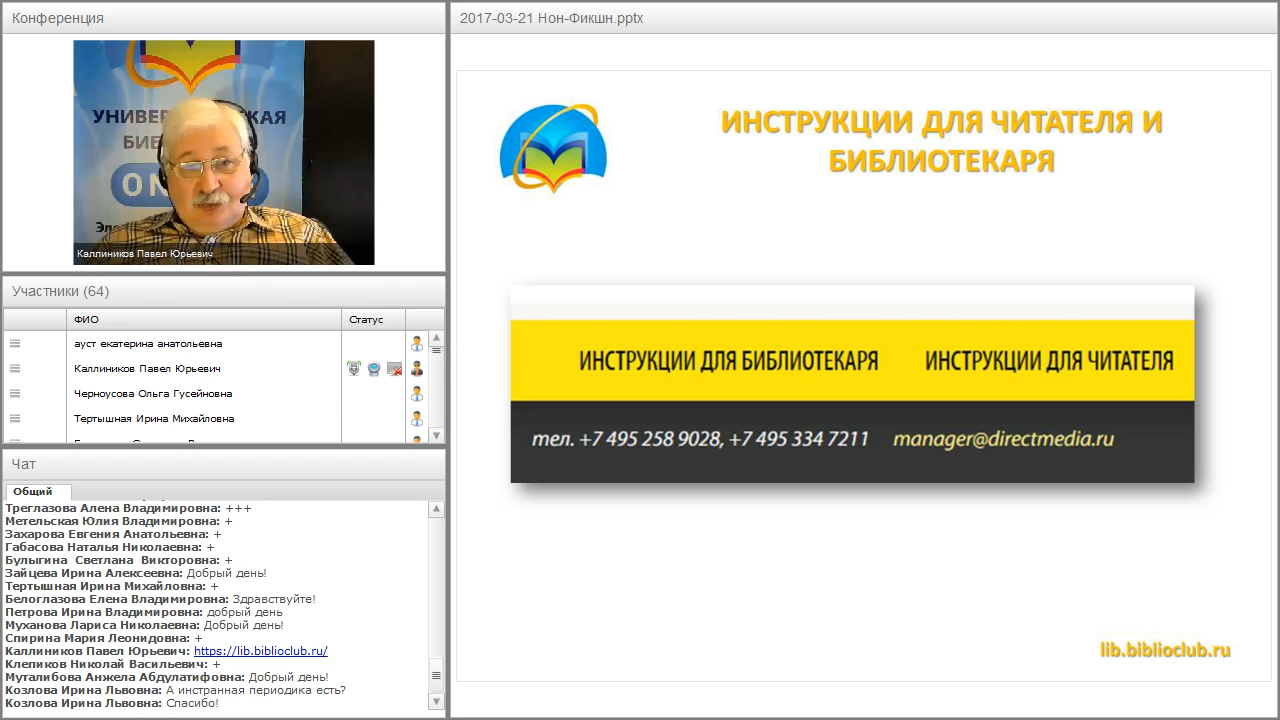 Конференция
УНИВЕР СКАЯ
Каллиников Павел Юрьевич
Участники (64)
ФИО Статус
ауст екатерина анатольевна
Каллиников Павел Юрьевич
Черноусова Ольга Гусейновна
Тертышная Ирина Михайловна
Чат
Общий
Треглазова Алена Владимировна: +++
Метельская Юлия Владимировна: +
Захарова Евгения Анатольевна: +
Габасова Наталья Николаевна: +
Булыгина Светлана Викторовна: +
Зайцева Ирина Алексеевна: Добрый день!
Тертышная Ирина Михайловна: +
Белоглазова Елена Владимировна: Здравствуйте!
Петрова Ирина Владимировна: добрый день
Муханова Лариса Николаевна: Добрый день!
Спирина Мария Леонидовна: +
Каллиников Павел Юрьевич: https://lib.biblioclub.ru/
Клепиков Николай Васильевич: +
Муталибова Анжела Абдулатифовна: Добрый день!
Козлова Ирина Львовна: А инстранная периодика есть?
Козлова Ирина Львовна: Спасибо!
2017-03-21 Нон-Фикшн.pptx
ИНСТРУКЦИИ ДЛЯ ЧИТАТЕЛЯ И
БИБЛИОТЕКАРЯ
ИНСТРУКЦИИ ДЛЯ БИБЛИОТЕКАРЯ ИНСТРУКЦИИ ДЛЯ ЧИТАТЕЛЯ
тел. +7 495 258 9028, +7 495 334 7211 manager@directmedia.ru
lib.biblioclub.ru